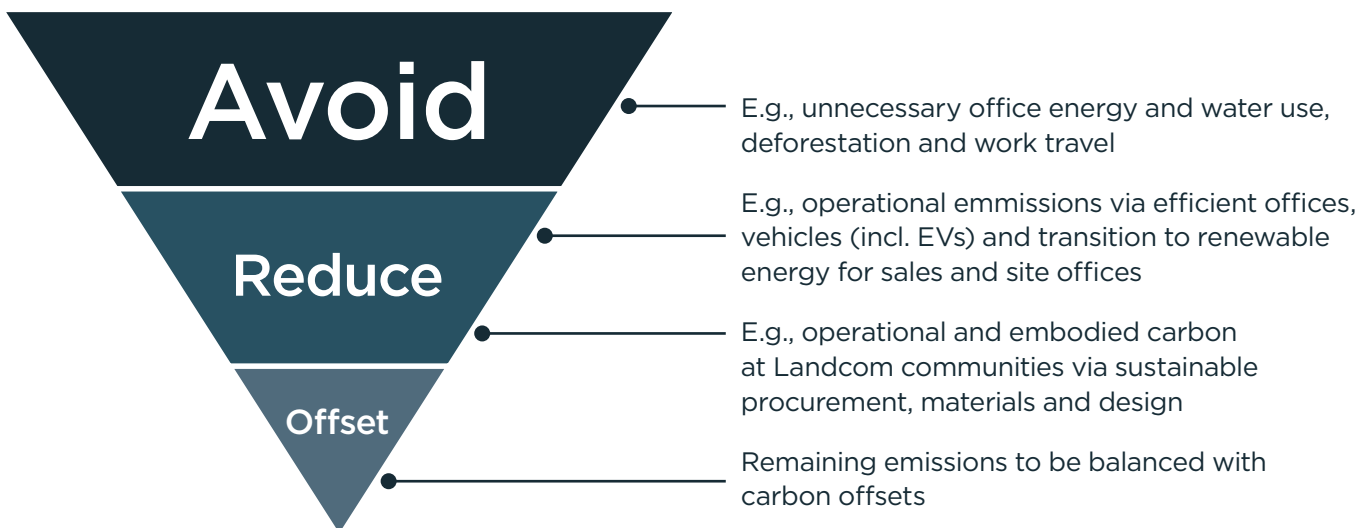 Avoid
E.g., unnecessary office energy and water use,
deforestation and work travel
Reduce
E.g., operational emmissions via efficient offices,
vehicles (incl. EVs) and transition to renewable
energy for sales and site offices
E.g., operational and embodied carbon
at Landcom communities via sustainable
procurement, materials and design
Offset
Remaining emissions to be balanced with
carbon offsets